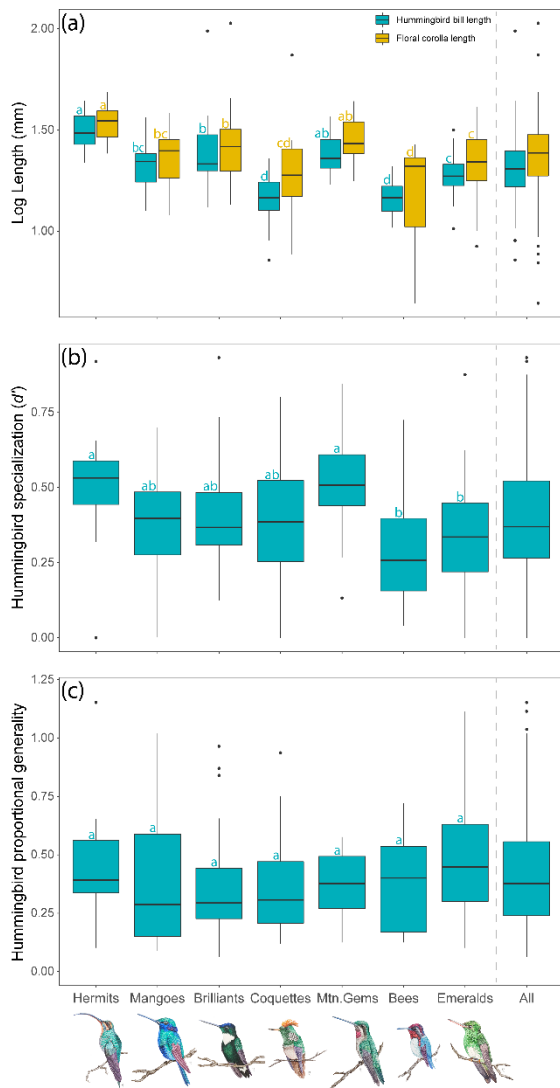 (a)
Hummingbird bill length
Floral corolla length
Log Length (mm)
2.00
1.50
1.00
a a bc bc b b d cd ab ab d d c c
(b)
Hummingbird specialization (d')
0.75
0.50
0.25
0.00
a ab ab ab a b b
(c)
Hummingbird proportional generality
1.25
1.00
0.75
0.50
0.25
0.00
a a a a a a a
Hermits Mangoes Brilliants Coquettes Mtn.Gems Bees Emeralds All